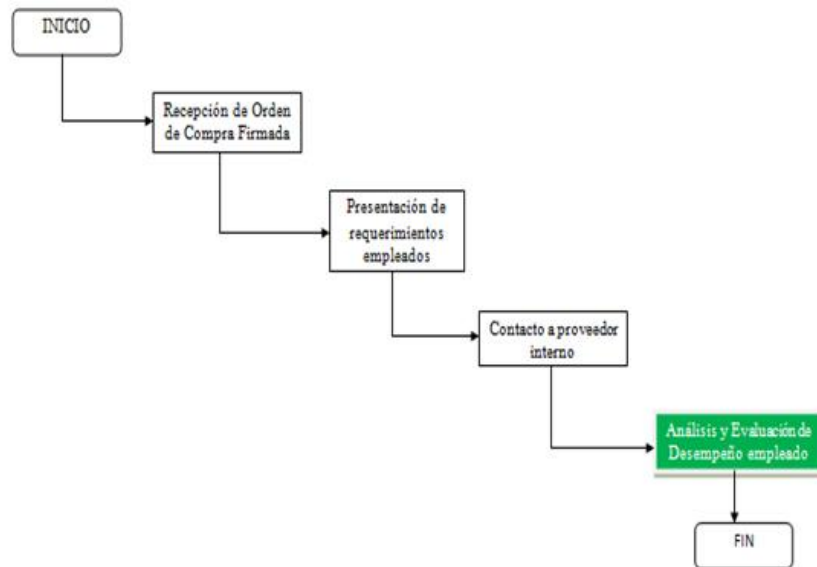 INICIO
Recepción de Orden
de Compra Firmada
Presentación de
requerimientos
empleados
Contacto a proveedor
interno
Análisis y Evaluación de
Desempeño empleado
FIN